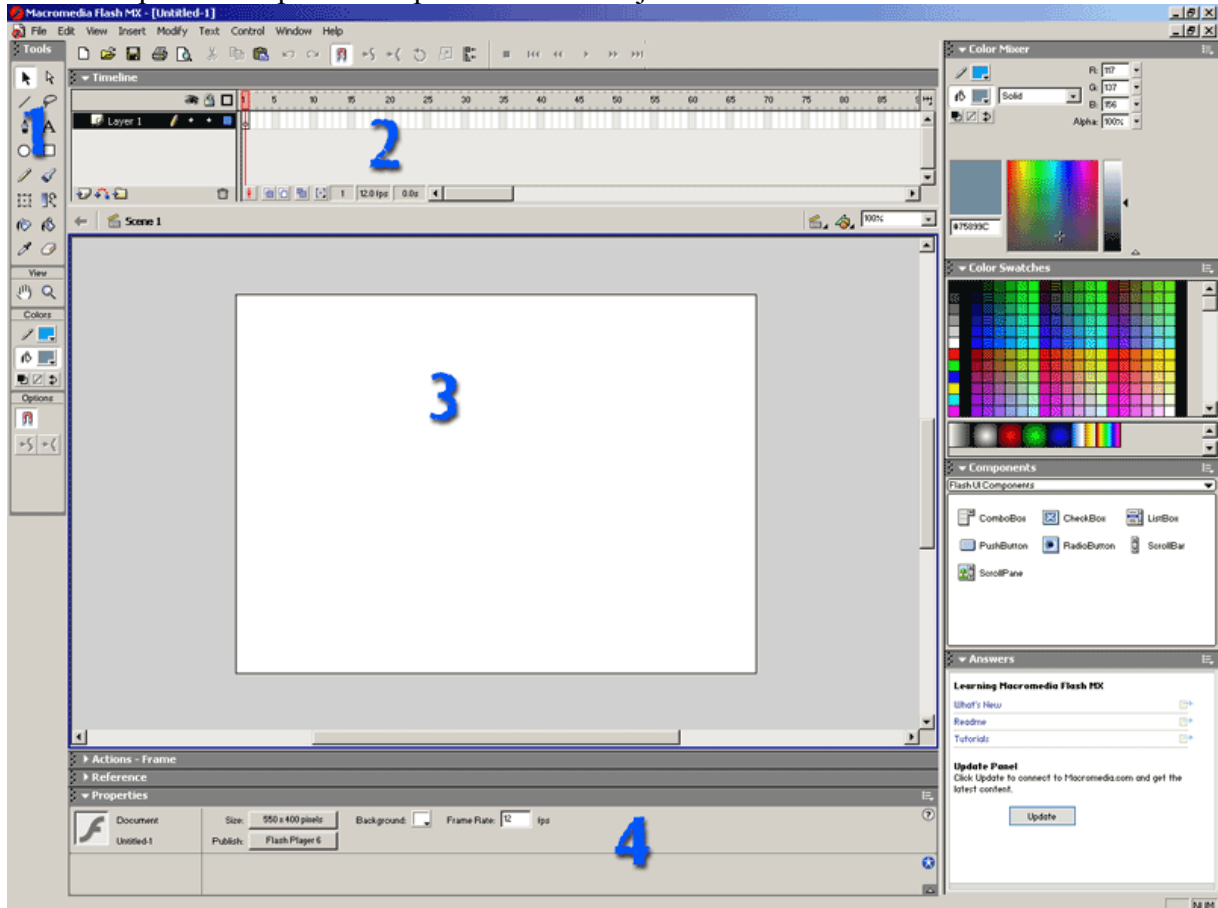 Macromedia Flash MX - [Untitled-1]
File Edit View Insert Modify Text Control Window Help
Tools
Timeline
1 5 10 15 20 25 30 35 40 45 50 55 60 65 70 75 80 85
Layer 1
1 12.0 fps 0.0s
Scene 1 100%
View
Colors
Options
1
2
3
4
Actions - Frame
Reference
Properties
Document Size: 550 x 400 pixels Background: Frame Rate: 12 fps
Untitled-1 Publish: Flash Player 6
Color Mixer
R: 117
Solid G: 137
B: 156
Alpha: 100%
#75899C
Color Swatches
Components
Flash UI Components
ComboBox CheckBox ListBox
PushButton RadioButton ScrollBar
ScrollPane
Answers
Learning Macromedia Flash MX
What's New
Readme
Tutorials
Update Panel
Click Update to connect to Macromedia.com and get the
latest content.
Update
NUM